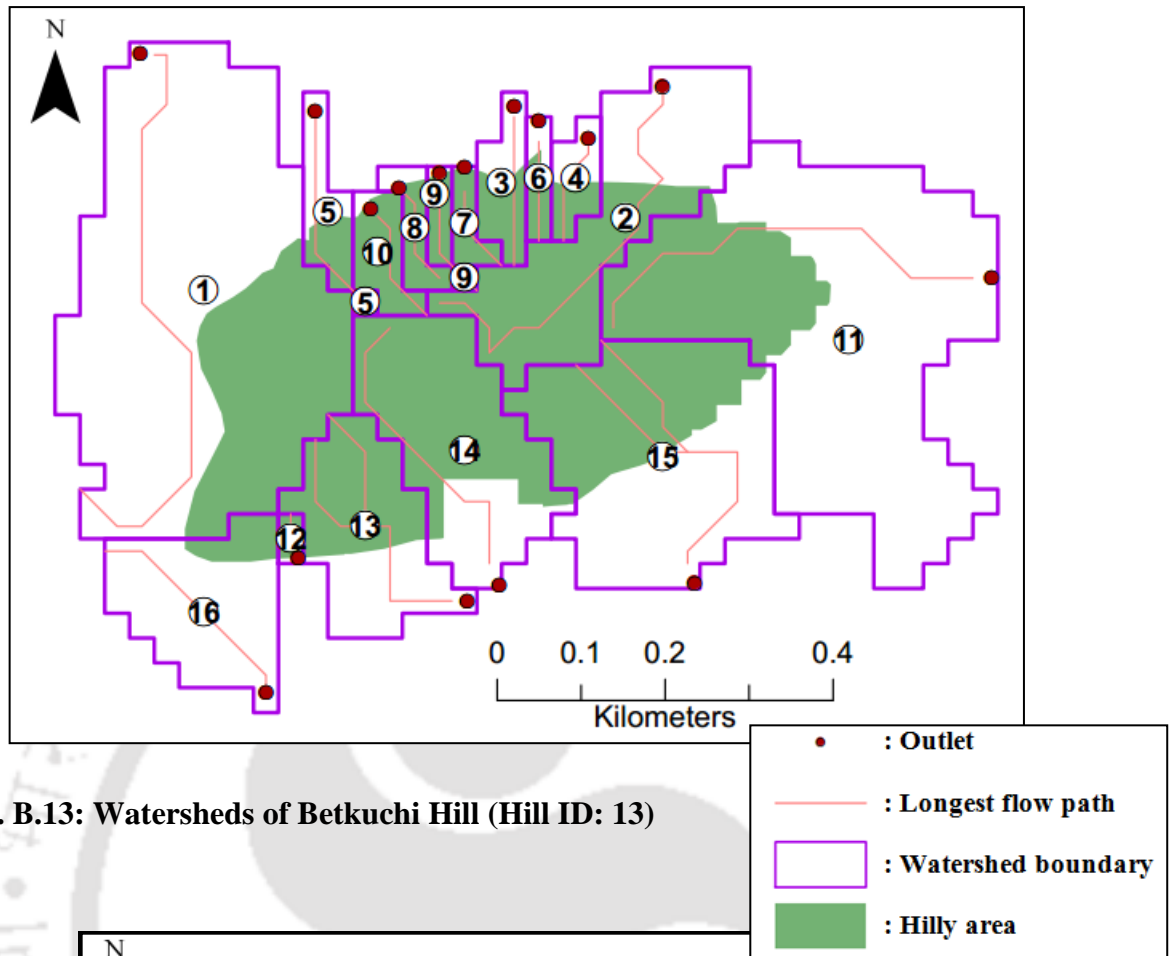 N
1
5
10
8
9
7
3
6
4
2
5
9
11
14
15
12
13
16
0 0.1 0.2 0.4
Kilometers
: Outlet
: Longest flow path
: Watershed boundary
: Hilly area
. B.13: Watersheds of Betkuchi Hill (Hill ID: 13)
N